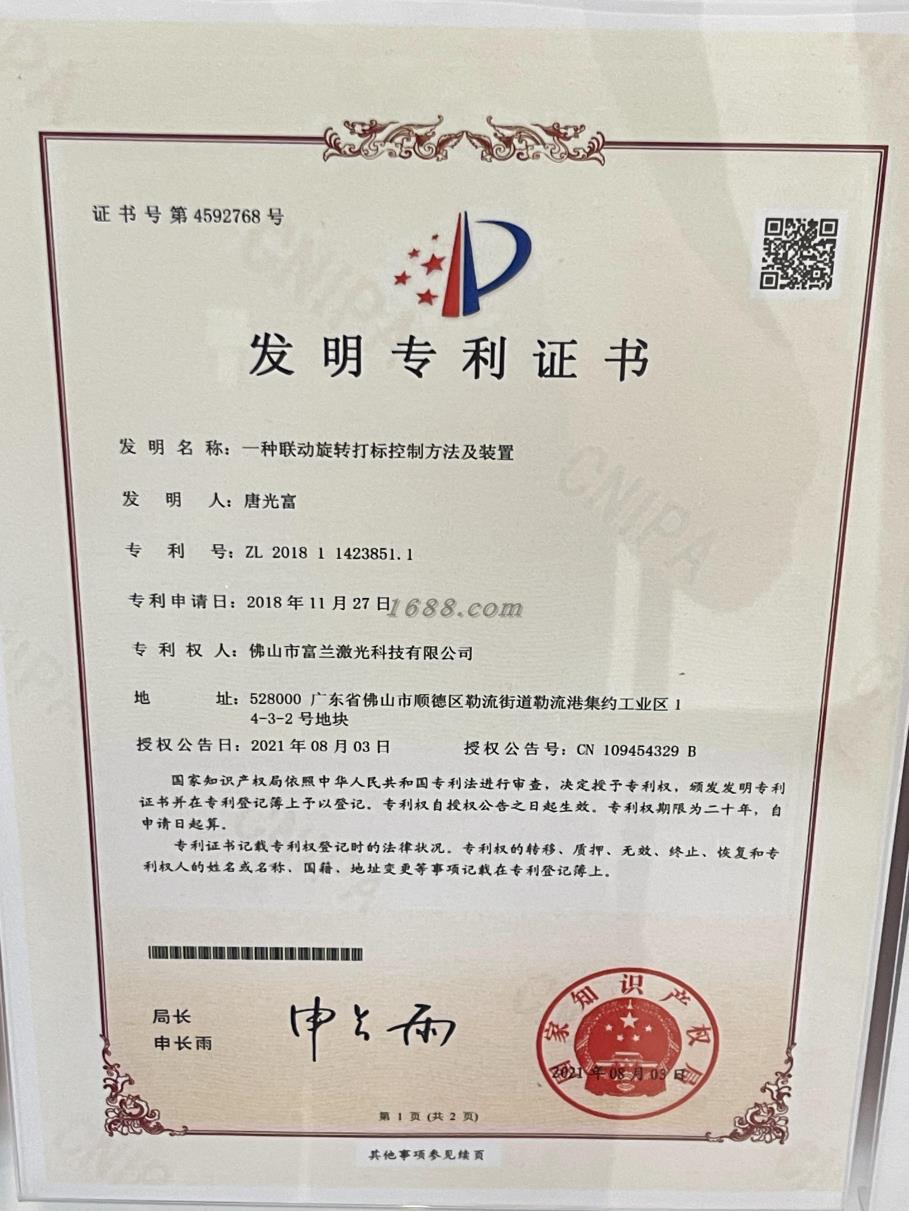 证书号第4592768号
发明专利证书
发明名称：一种联动旋转打标控制方法及装置
发明人：唐光富
专利号：ZL 2018 1 1423851.1
专利申请日：2018年11月27日
1688.com
专利权人：佛山市富兰激光科技有限公司
地址：528000 广东省佛山市顺德区勒流街道勒流港集约工业区1
4-3-2号地块
授权公告日：2021年08月03日 授权公告号：CN 109454329 B
国家知识产权局依照中华人民共和国专利法进行审查，决定授予专利权，颁发发明专利
证书并在专利登记簿上予以登记。专利权自授权公告之日起生效。专利权期限为二十年，自
申请日起算。
专利证书记载专利权登记时的法律状况。专利权的转移、质押、无效、终止、恢复和专
利权人的姓名或名称、国籍、地址变更等事项记载在专利登记簿上。
局长
申长雨
申长雨
国家知识产权局
2021年08月03日
第1页(共2页)
其他事项参见续页
CNIPA
CNIPA
CNIPA